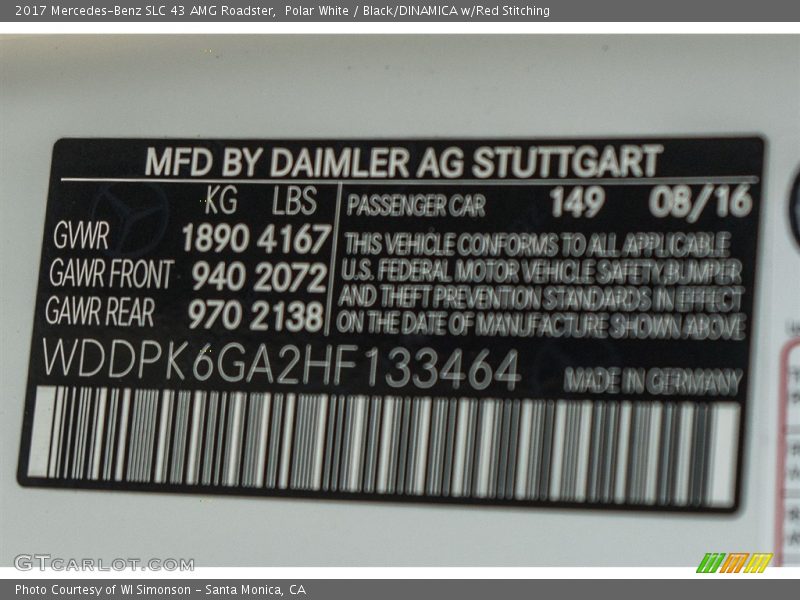 2017 Mercedes-Benz SLC 43 AMG Roadster,  Polar White / Black/DINAMICA w/Red Stitching
MFD BY DAIMLER AG STUTTGART
KG LBS
GVWR 1890 4167
GAWR FRONT 940 2072
GAWR REAR 970 2138
PASSENGER CAR 149 08/16
THIS VEHICLE CONFORMS TO ALL APPLICABLE
U.S. FEDERAL MOTOR VEHICLE SAFETY BUMPER
AND THEFT PREVENTION STANDARDS IN EFFECT
ON THE DATE OF MANUFACTURE SHOWN ABOVE
WDDPK6GA2HF133464
MADE IN GERMANY
GTCARLOT.COM
Photo Courtesy of WI Simonson - Santa Monica, CA